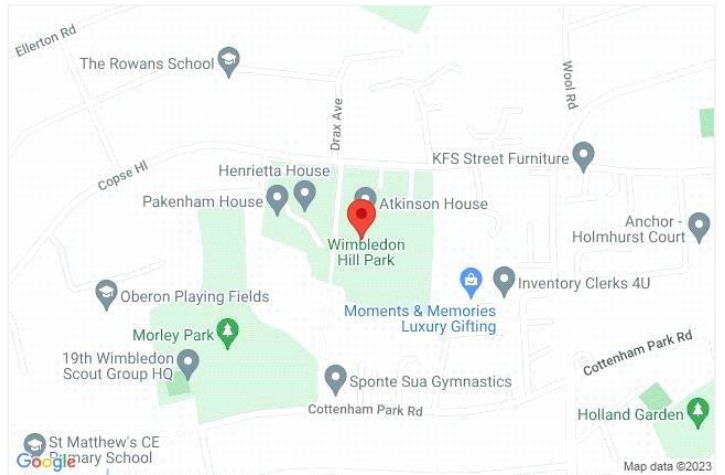 Ellerton Rd
The Rowans School
Drax Ave
Wool Rd
KFS Street Furniture
Copse Hl
Henrietta House
Pakenham House
Atkinson House
Wimbledon
Hill Park
Anchor -
Holmhurst Court
Inventory Clerks 4U
Oberon Playing Fields
Moments & Memories
Luxury Gifting
Morley Park
19th Wimbledon
Scout Group HQ
Cottenham Park Rd
Sponte Sua Gymnastics
Cottenham Park Rd
Holland Garden
St Matthew's CE
Primary School
Google
Map data ©2023